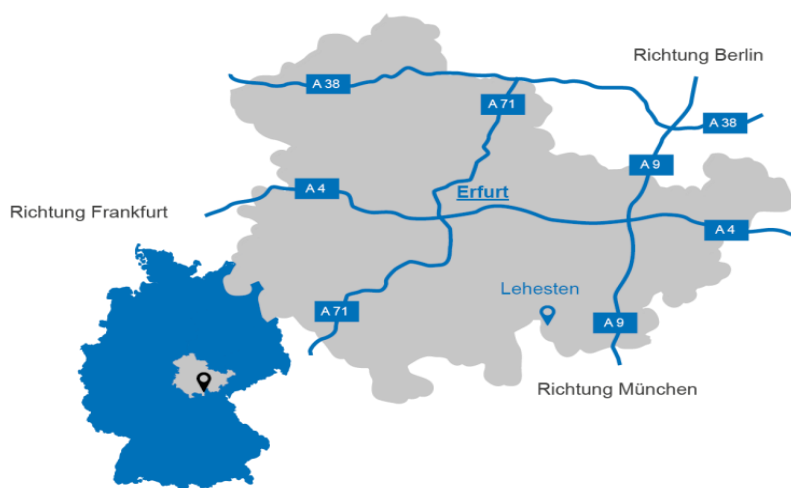 Richtung Berlin
A 38
A 71
A 38
A 9
A 4
Erfurt
Richtung Frankfurt
A 4
Lehesten
A 71
A 9
Richtung München